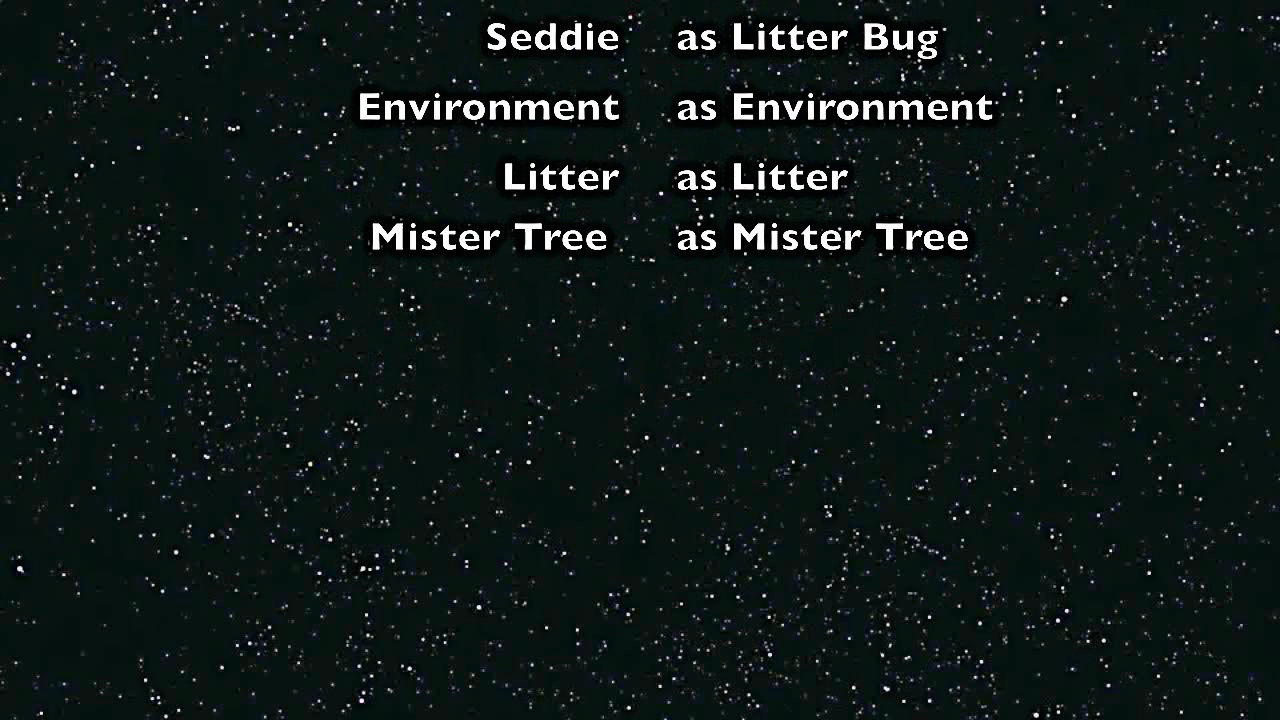 Seddie as Litter Bug
Environment as Environment
Litter as Litter
Mister Tree as Mister Tree